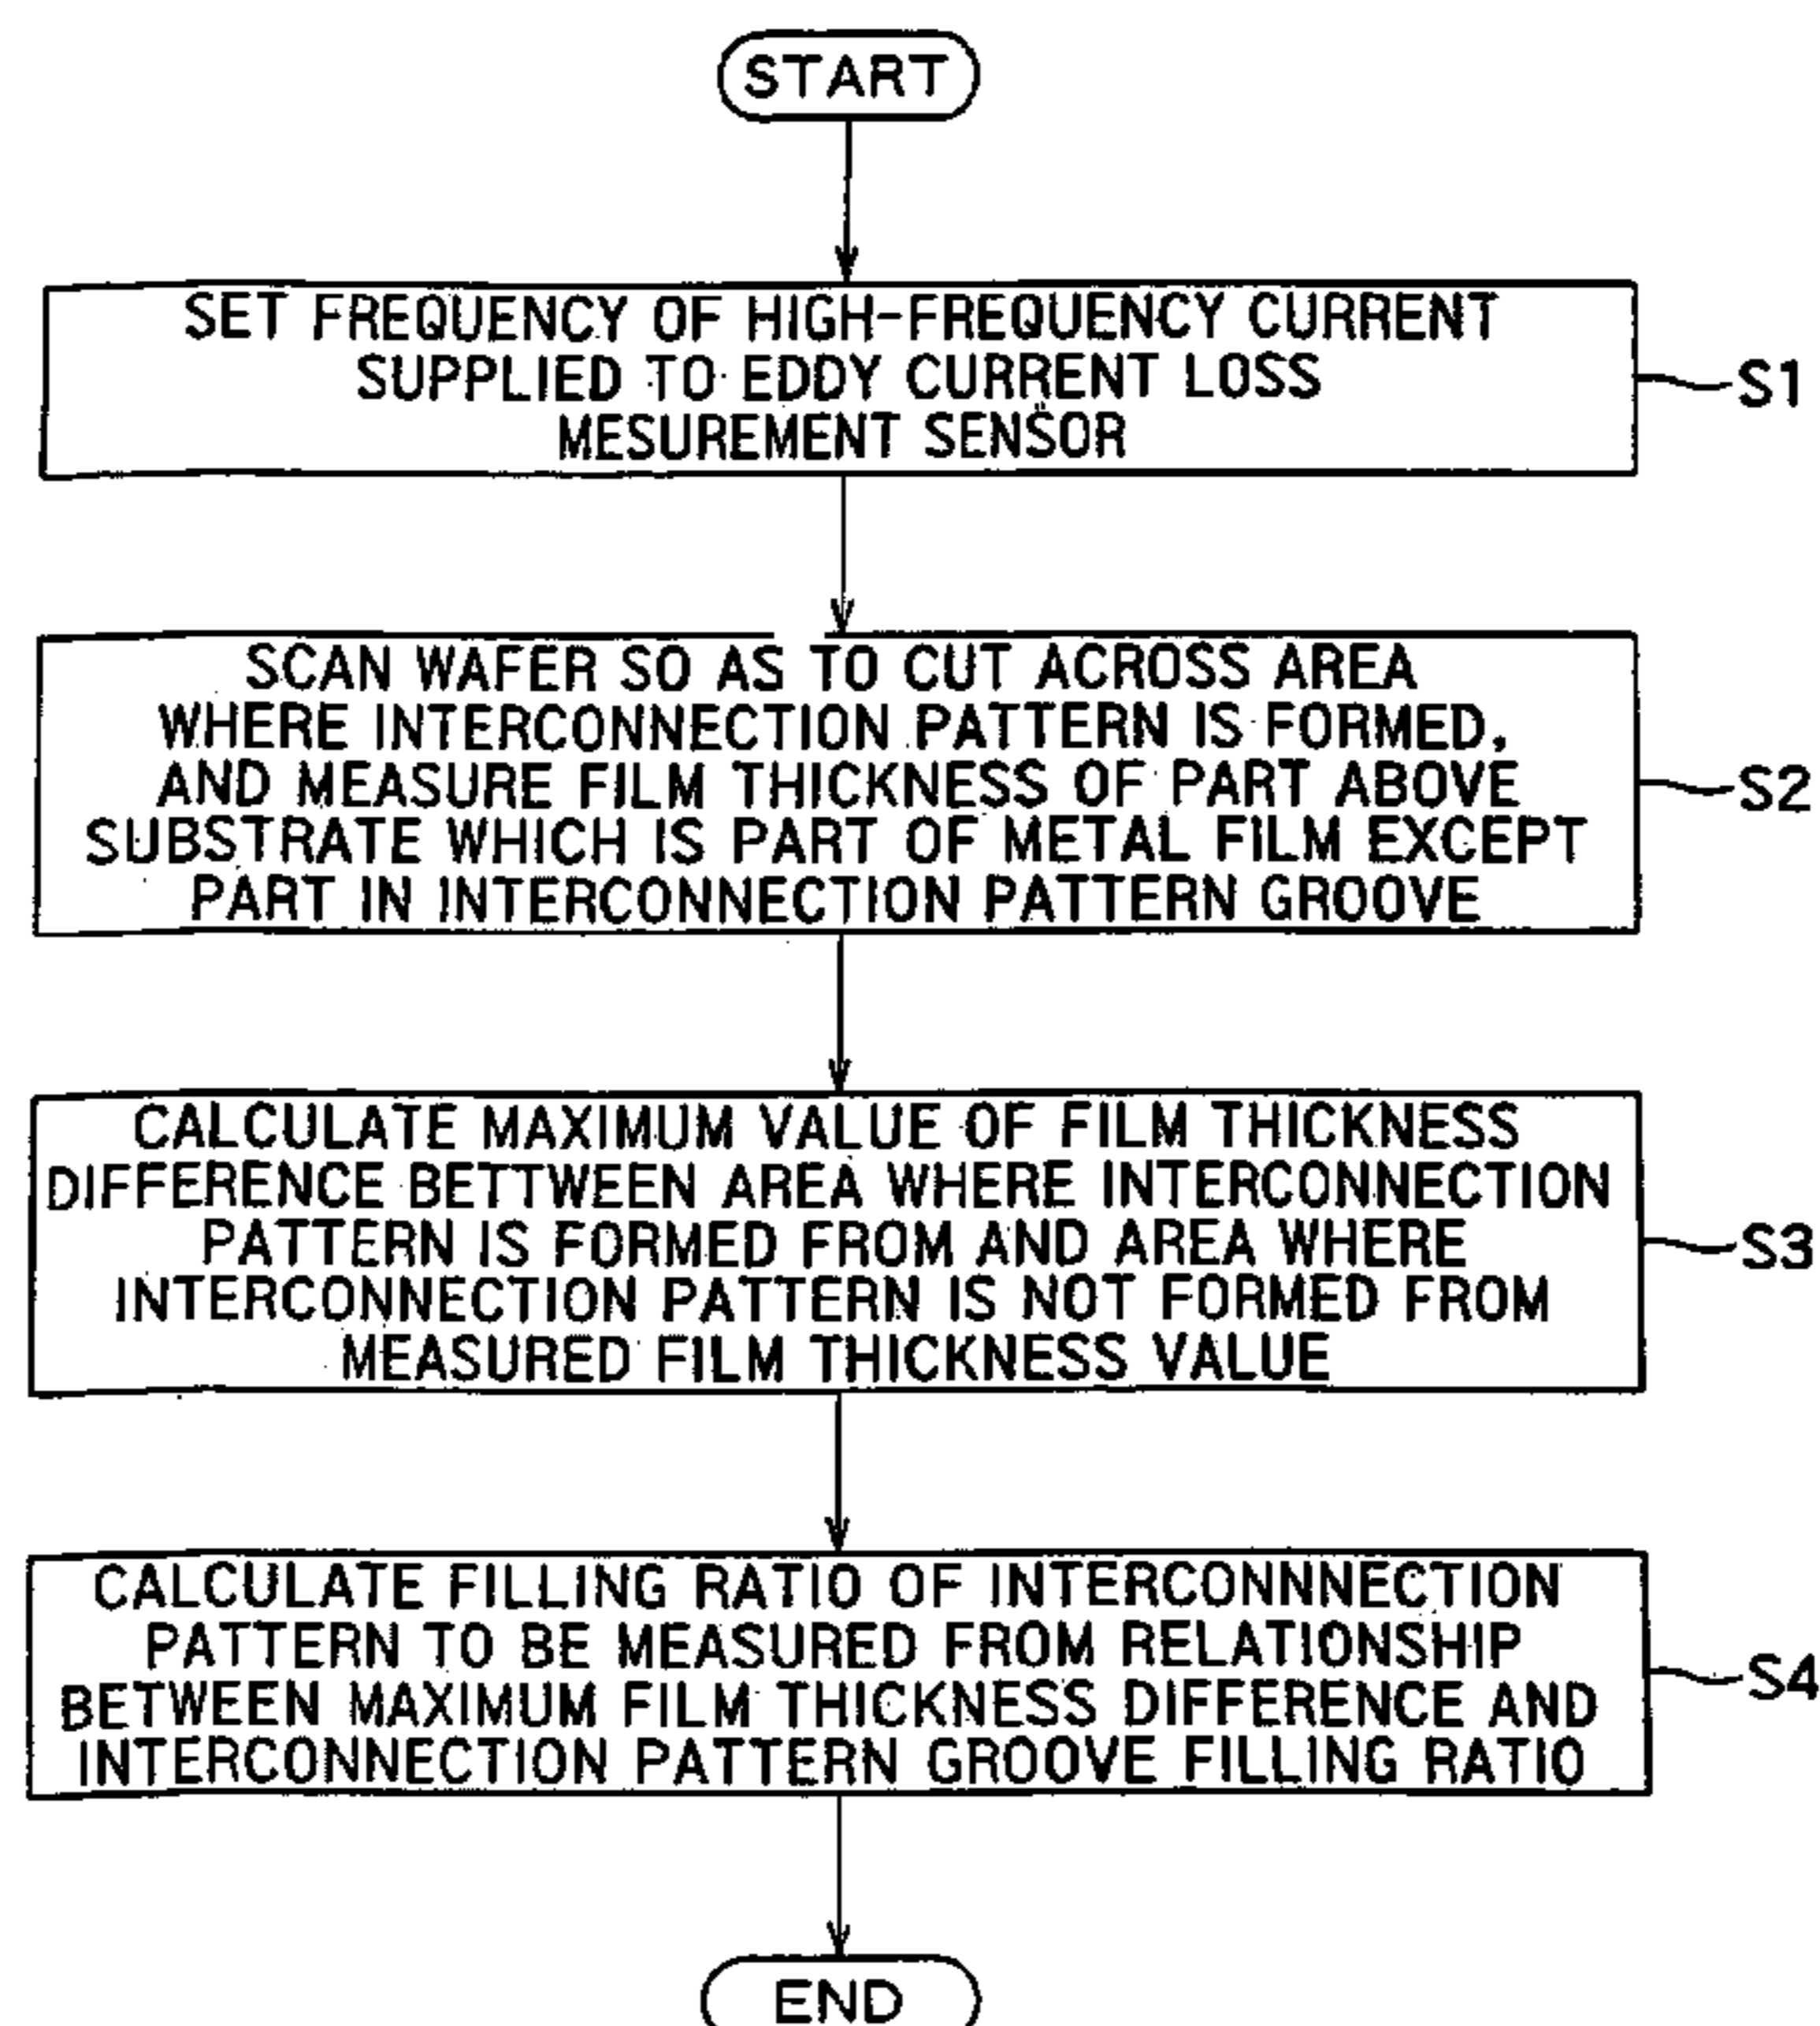 START
SET FREQUENCY OF HIGH-FREQUENCY CURRENT
SUPPLIED TO EDDY CURRENT LOSS
MESUREMENT SENSOR
S1
SCAN WAFER SO AS TO CUT ACROSS AREA
WHERE INTERCONNECTION PATTERN IS FORMED,
AND MEASURE FILM THICKNESS OF PART ABOVE
SUBSTRATE WHICH IS PART OF METAL FILM EXCEPT
PART IN INTERCONNECTION PATTERN GROOVE
S2
CALCULATE MAXIMUM VALUE OF FILM THICKNESS
DIFFERENCE BETTWEEN AREA WHERE INTERCONNECTION
PATTERN IS FORMED FROM AND AREA WHERE
INTERCONNECTION PATTERN IS NOT FORMED FROM
MEASURED FILM THICKNESS VALUE
S3
CALCULATE FILLING RATIO OF INTERCONNNECTION
PATTERN TO BE MEASURED FROM RELATIONSHIP
BETWEEN MAXIMUM FILM THICKNESS DIFFERENCE AND
INTERCONNECTION PATTERN GROOVE FILLING RATIO
S4
END